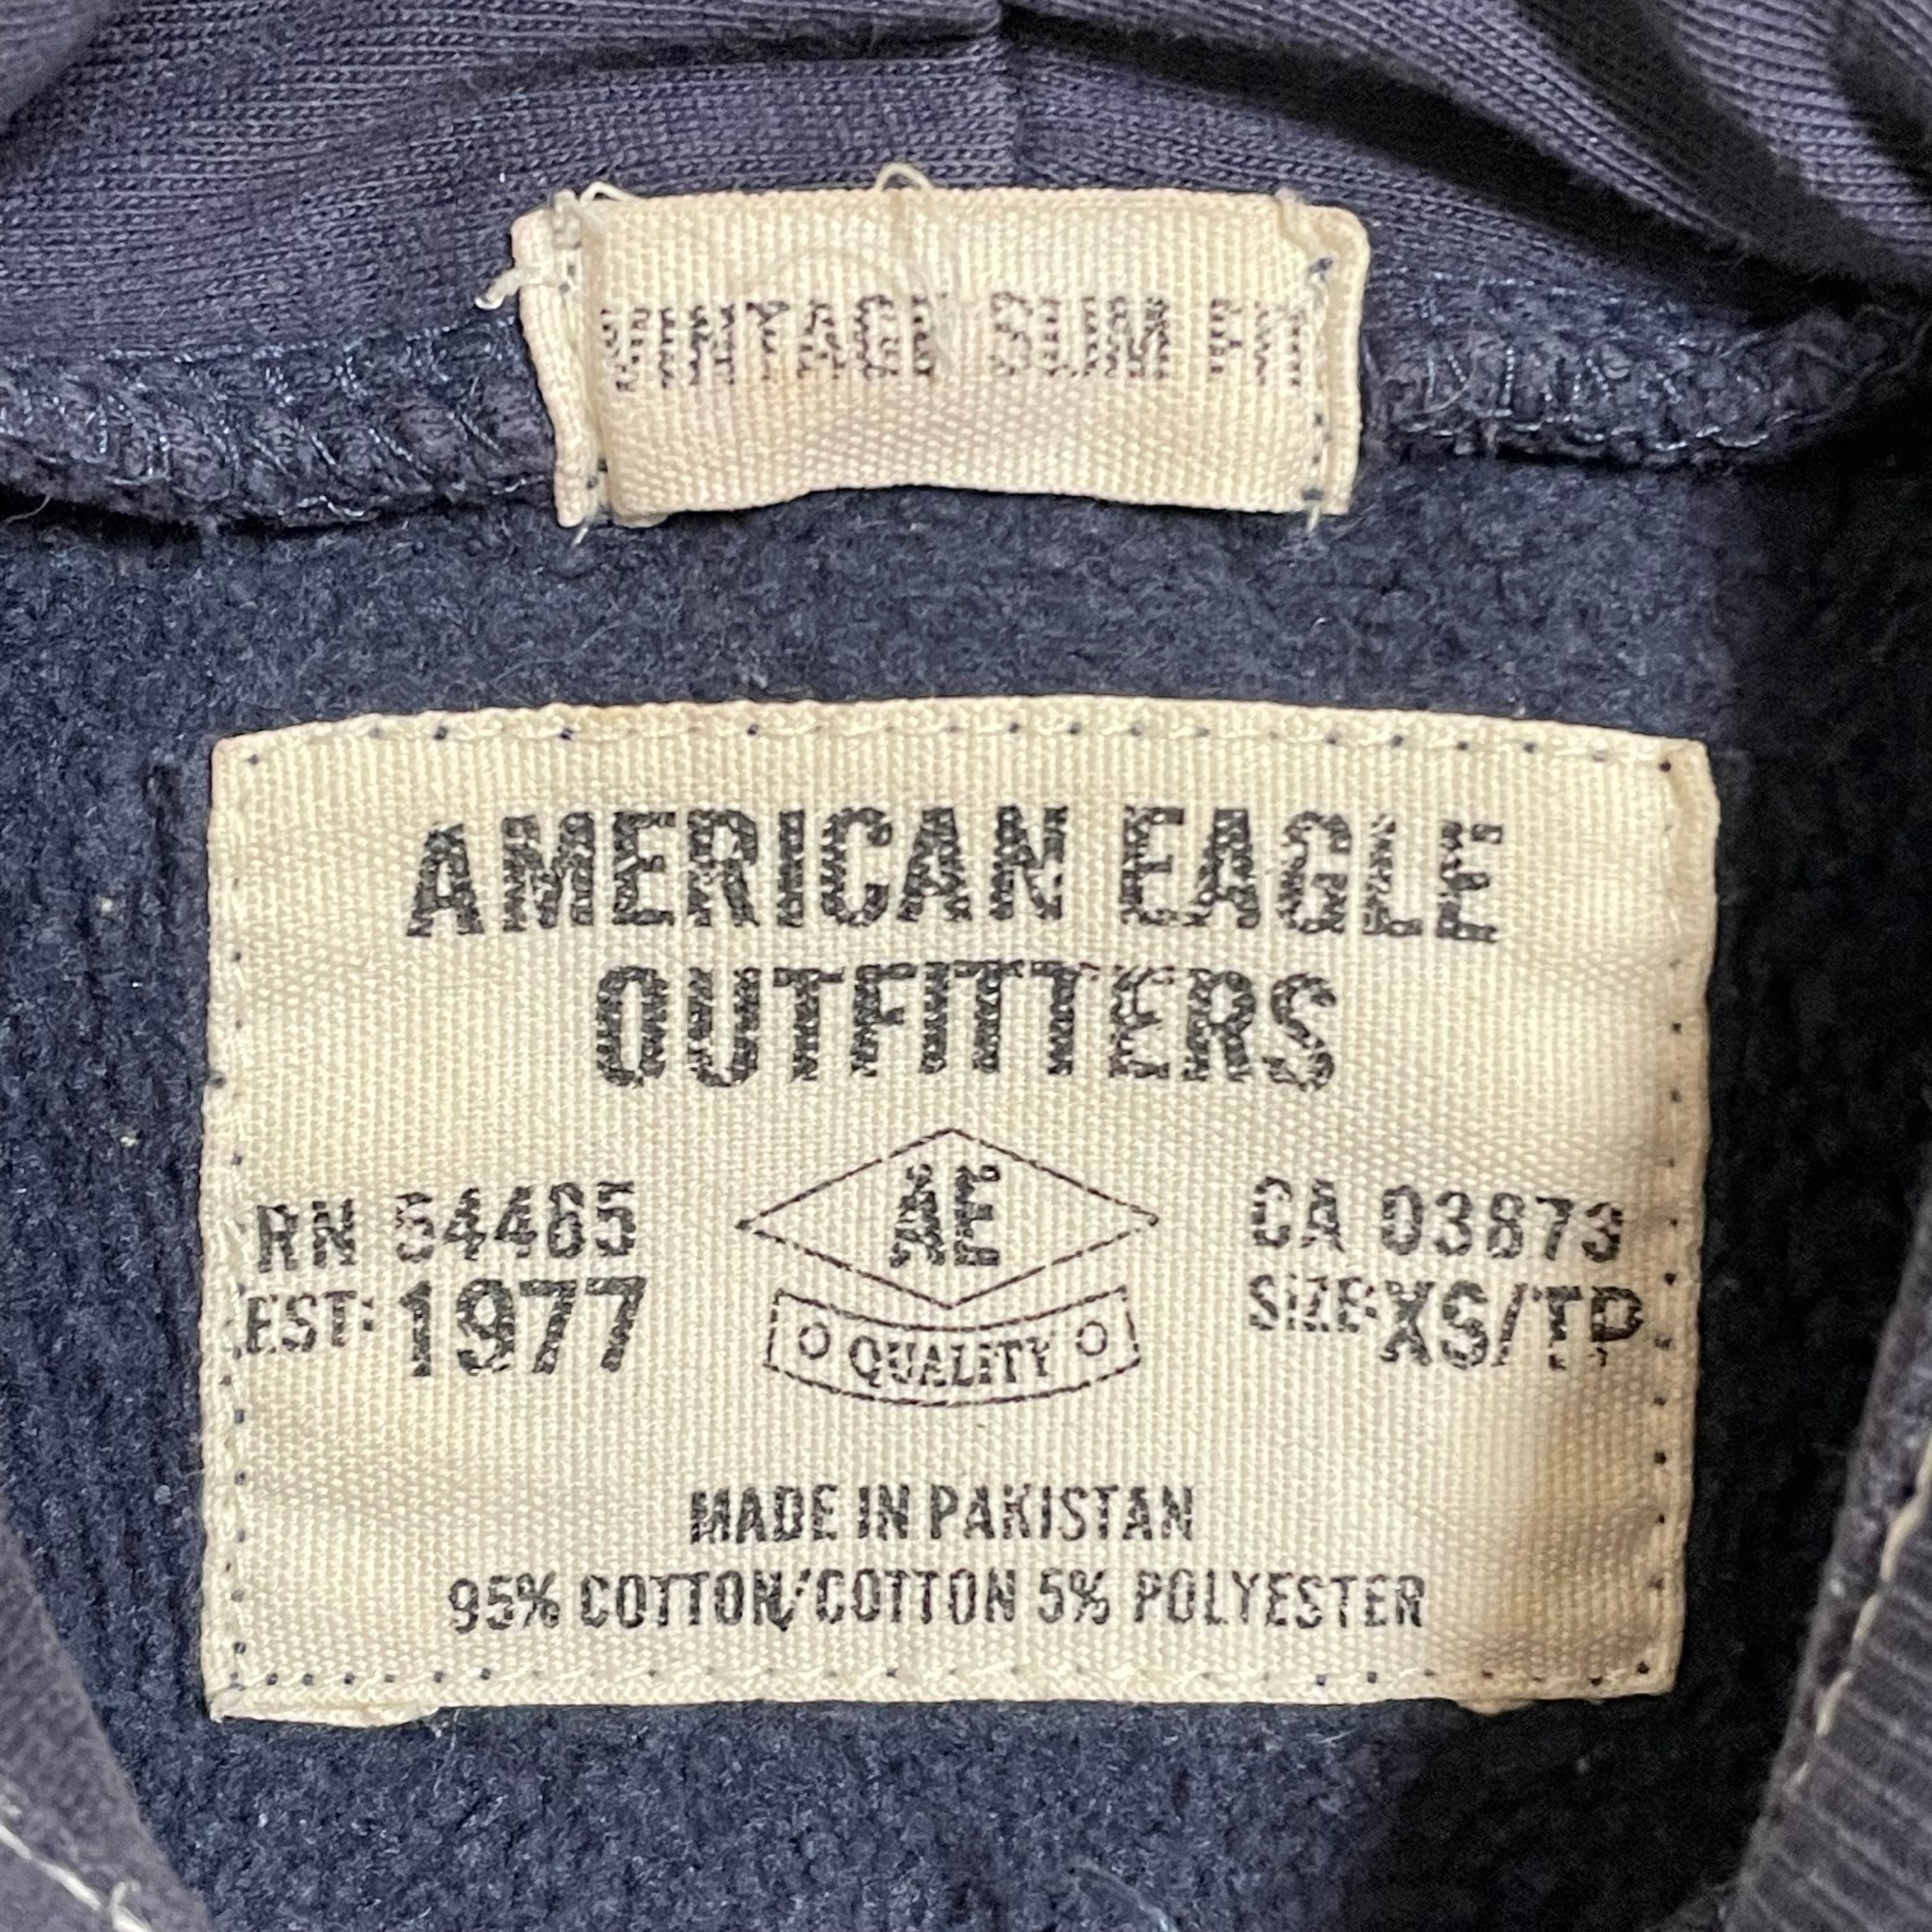 VINTAGE SLIM FIT
AMERICAN EAGLE
OUTFITTERS
RN 54485
EST: 1977
AE
QUALITY
CA 03873
SIZE XS/TP
MADE IN PAKISTAN
95% COTTON/COTTON 5% POLYESTER